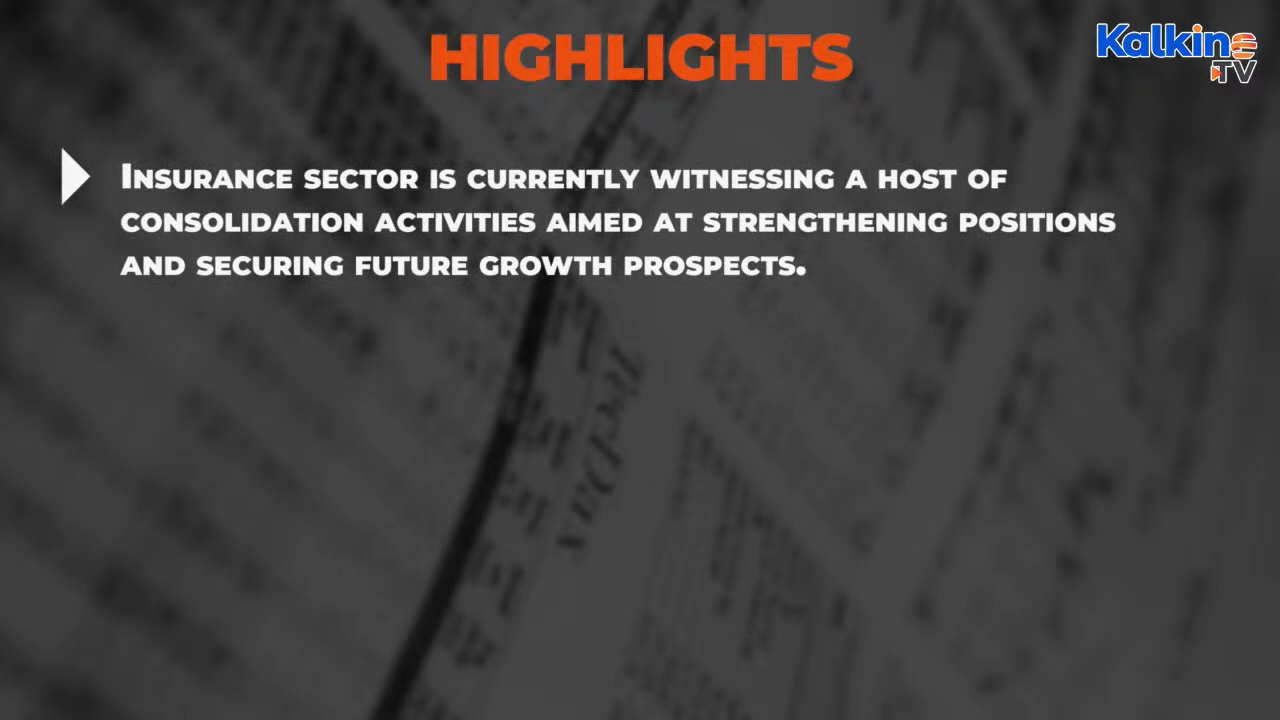 HIGHLIGHTS
Kalkine
TV
INSURANCE SECTOR IS CURRENTLY WITNESSING A HOST OF
CONSOLIDATION ACTIVITIES AIMED AT STRENGTHENING POSITIONS
AND SECURING FUTURE GROWTH PROSPECTS.
TecDax